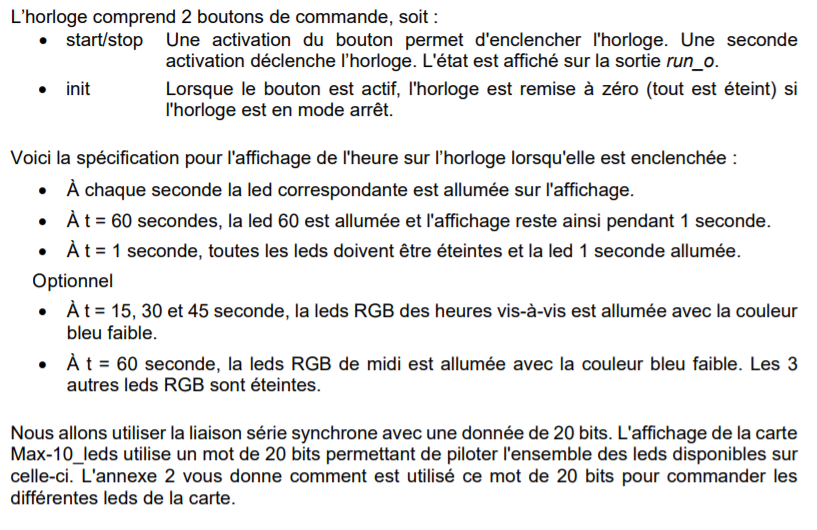 L'horloge comprend 2 boutons de commande, soit :
• start/stop Une activation du bouton permet d'enclencher l'horloge. Une seconde
activation déclenche l'horloge. L'état est affiché sur la sortie run_o.
• init Lorsque le bouton est actif, l'horloge est remise à zéro (tout est éteint) si
l'horloge est en mode arrêt.
Voici la spécification pour l'affichage de l'heure sur l'horloge lorsqu'elle est enclenchée :
• À chaque seconde la led correspondante est allumée sur l'affichage.
• À t = 60 secondes, la led 60 est allumée et l'affichage reste ainsi pendant 1 seconde.
• À t = 1 seconde, toutes les leds doivent être éteintes et la led 1 seconde allumée.
Optionnel
• À t = 15, 30 et 45 seconde, la leds RGB des heures vis-à-vis est allumée avec la couleur
bleu faible.
• À t = 60 seconde, la leds RGB de midi est allumée avec la couleur bleu faible. Les 3
autres leds RGB sont éteintes.
Nous allons utiliser la liaison série synchrone avec une donnée de 20 bits. L'affichage de la carte
Max-10_leds utilise un mot de 20 bits permettant de piloter l'ensemble des leds disponibles sur
celle-ci. L'annexe 2 vous donne comment est utilisé ce mot de 20 bits pour commander les
différentes leds de la carte.